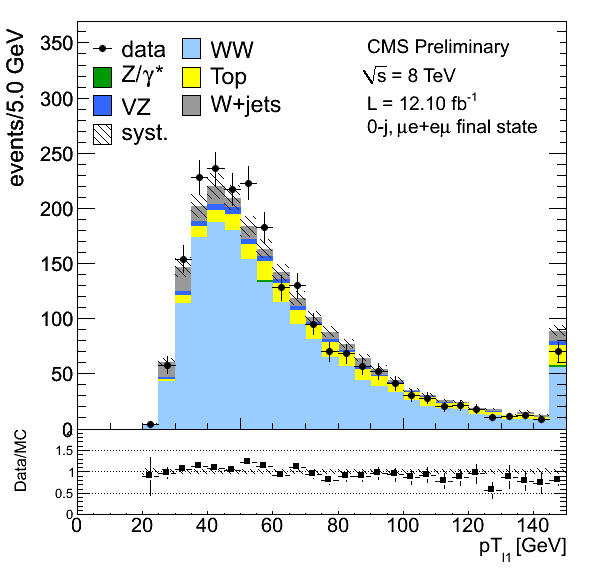 events/5.0 GeV
350
300
250
200
150
100
50
0
data
WW
Z/γ*
Top
VZ
W+jets
syst.
CMS Preliminary
√s = 8 TeV
L = 12.10 fb⁻¹
0-j, μe+eμ final state
Data/MC
2
1.5
1
0.5
0
0 20 40 60 80 100 120 140
pT_l1 [GeV]